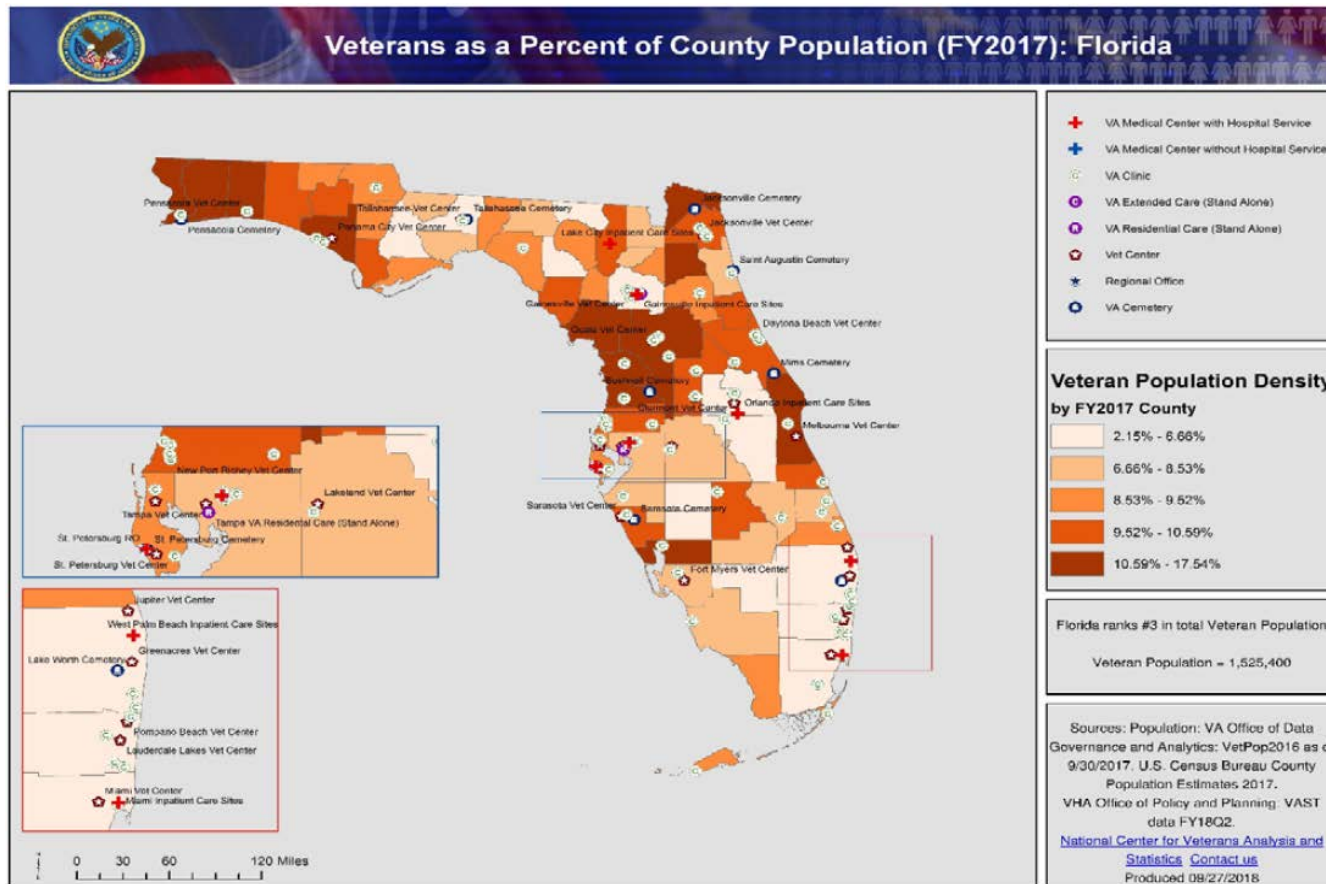 Veterans as a Percent of County Population (FY2017): Florida
Pensacola Vet Center
Pensacola Cemetery
Tallahassee Vet Center
Tallahassee Cemetery
Panama City Vet Center
Lake City Inpatient Care Sites
Jacksonville Cemetery
Jacksonville Vet Center
Saint Augustin Cemetery
Gainesville Vet Center
Gainesville Inpatient Care Sites
Ocala Vet Center
Daytona Beach Vet Center
Mims Cemetery
Bushnell Cemetery
Clermont Vet Center
Orlando Inpatient Care Sites
Melbourne Vet Center
Sarasota Vet Center
Sarasota Cemetery
Fort Myers Vet Center
New Port Richey Vet Center
Lakeland Vet Center
Tampa Vet Center
Tampa VA Residential Care (Stand Alone)
St. Petersburg RO
St. Petersburg Cemetery
St. Petersburg Vet Center
Jupiter Vet Center
West Palm Beach Inpatient Care Sites
Greenacres Vet Center
Lake Worth Cemetery
Pompano Beach Vet Center
Lauderdale Lakes Vet Center
Miami Vet Center
Miami Inpatient Care Sites
0 30 60 120 Miles
VA Medical Center with Hospital Service
VA Medical Center without Hospital Service
VA Clinic
VA Extended Care (Stand Alone)
VA Residential Care (Stand Alone)
Vet Center
Regional Office
VA Cemetery
Veteran Population Density
by FY2017 County
2.15% - 6.66%
6.66% - 8.53%
8.53% - 9.52%
9.52% - 10.59%
10.59% - 17.54%
Florida ranks #3 in total Veteran Population
Veteran Population = 1,525,400
Sources: Population: VA Office of Data
Governance and Analytics: VetPop2016 as o
9/30/2017. U.S. Census Bureau County
Population Estimates 2017.
VHA Office of Policy and Planning: VAST
data FY18Q2.
National Center for Veterans Analysis and
Statistics Contact us
Produced 09/27/2018